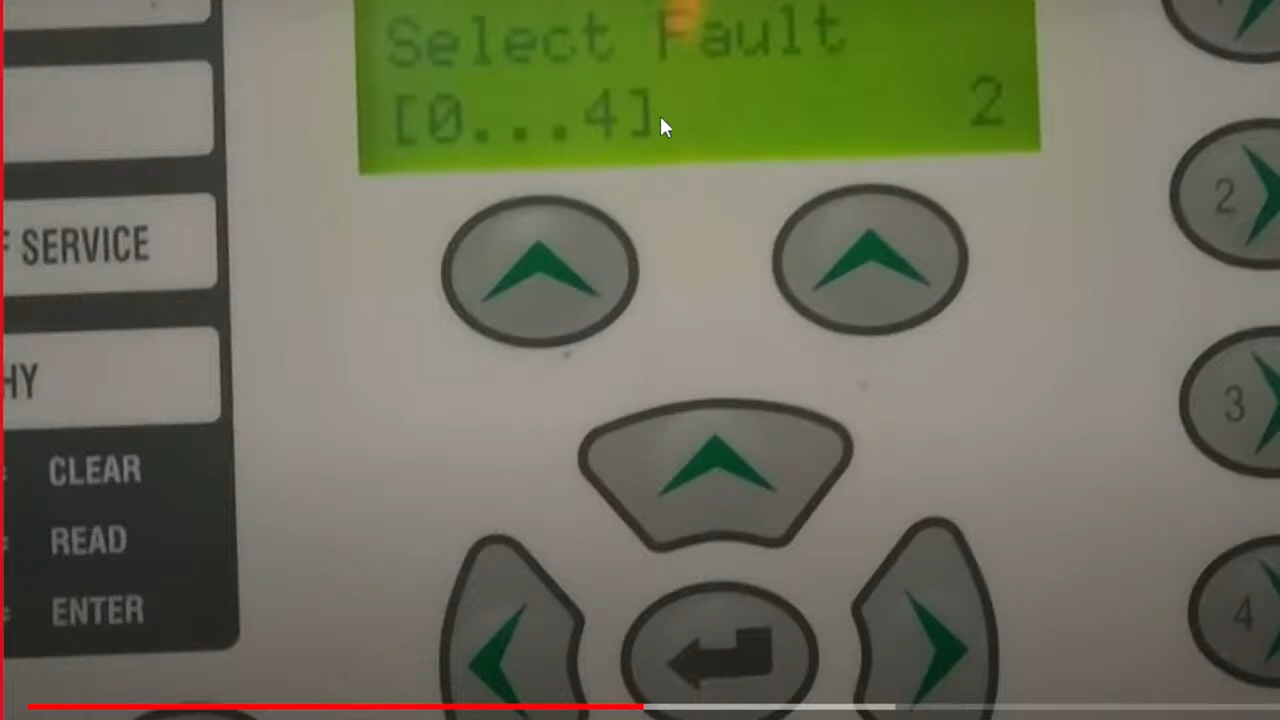 Select Fault
[0...4] 2
SERVICE
2
HY
3
CLEAR
READ
ENTER
4